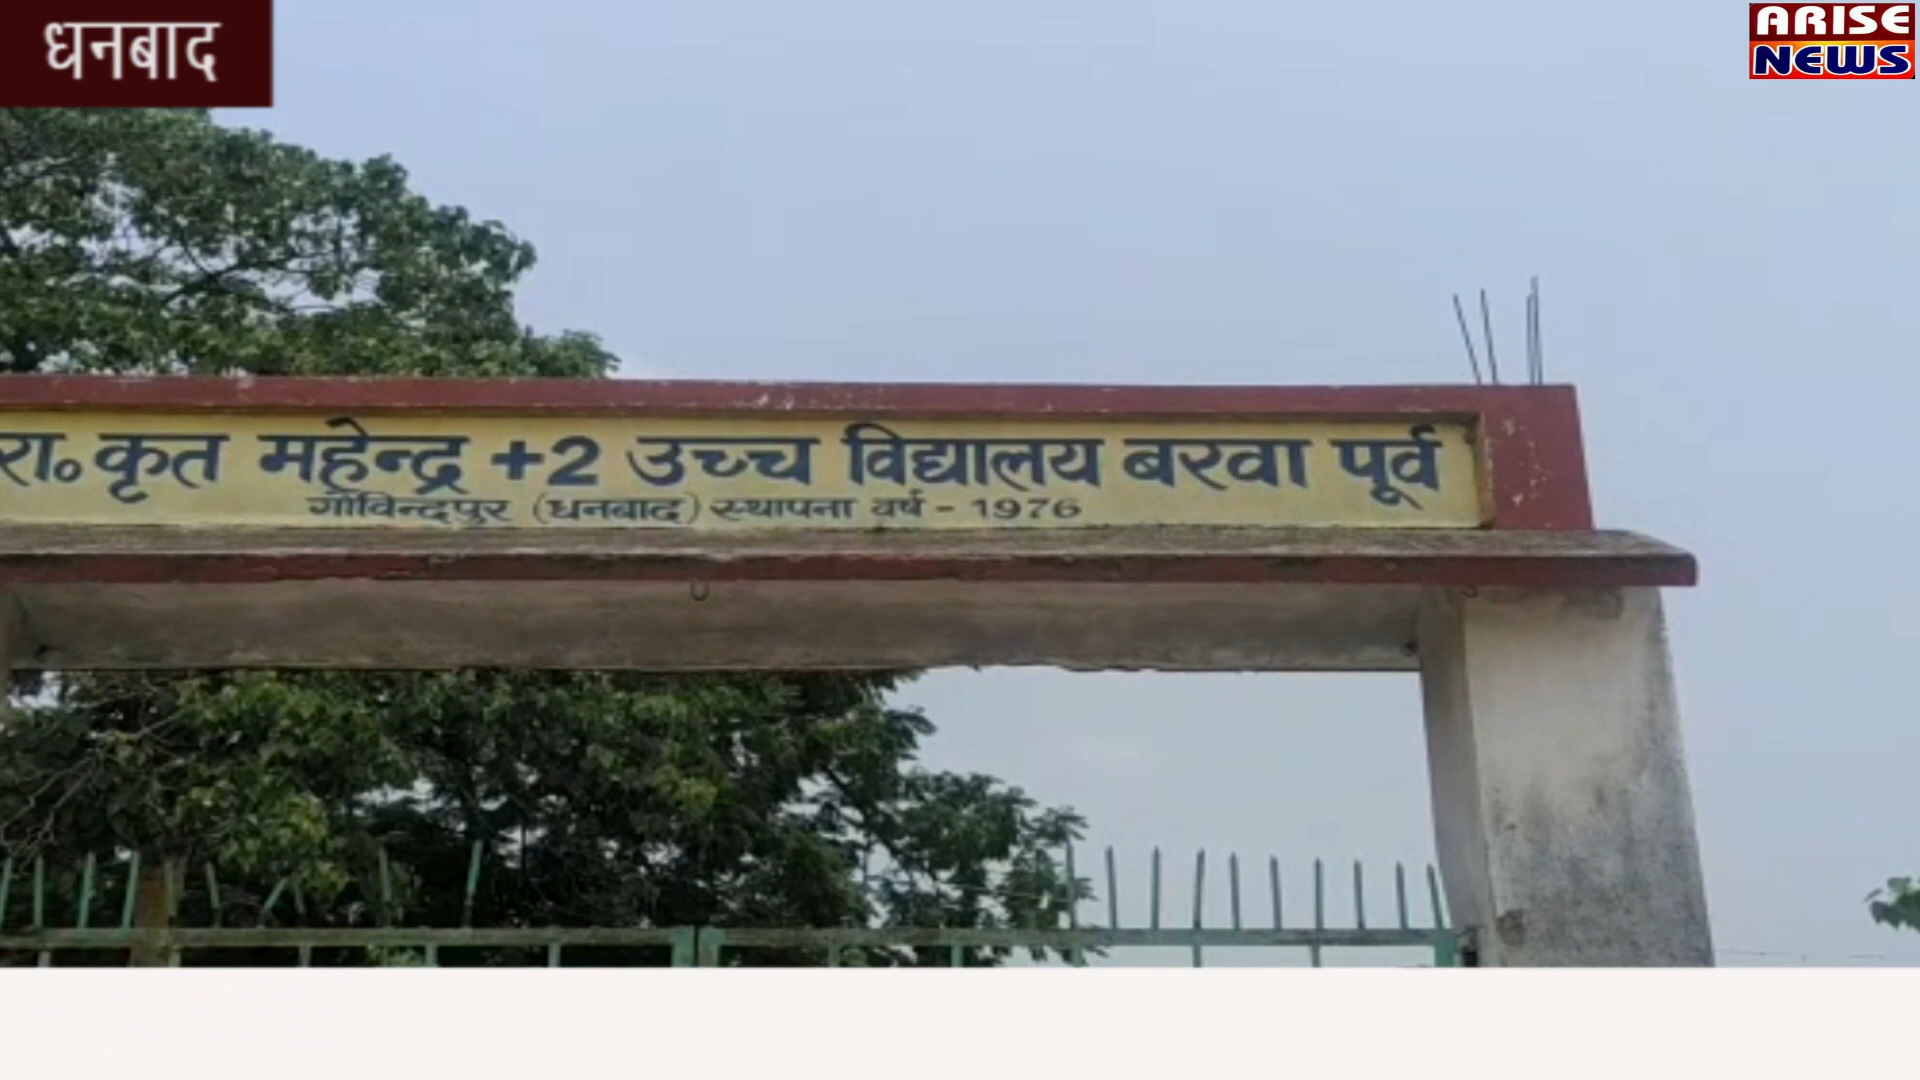 धनबाद
ARISE
NEWS
रा॰ कृत महेन्द्र +2 उच्च विद्यालय बरवा पूर्व
गोविन्दपुर (धनबाद) स्थापना वर्ष - 1976